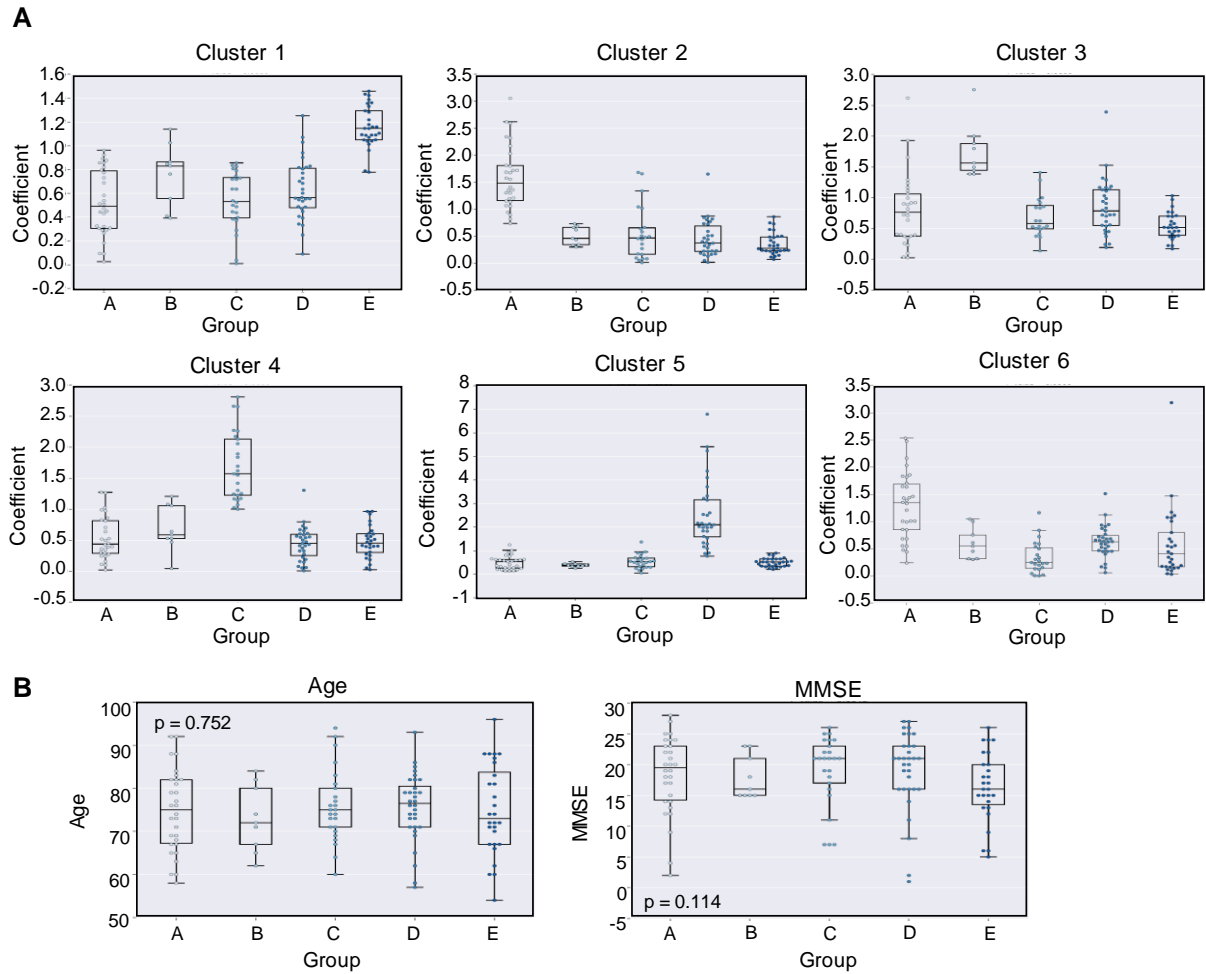 A
Cluster 1
Coefficient
1.6
1.4
1.2
1.0
0.8
0.6
0.4
0.2
0.0
-0.2
A B C D E
Group
Cluster 2
Coefficient
3.5
3.0
2.5
2.0
1.5
1.0
0.5
0.0
-0.5
A B C D E
Group
Cluster 3
Coefficient
3.0
2.5
2.0
1.5
1.0
0.5
0.0
-0.5
A B C D E
Group
Cluster 4
Coefficient
3.0
2.5
2.0
1.5
1.0
0.5
0.0
-0.5
A B C D E
Group
Cluster 5
Coefficient
8
7
6
5
4
3
2
1
0
-1
A B C D E
Group
Cluster 6
Coefficient
3.5
3.0
2.5
2.0
1.5
1.0
0.5
0.0
-0.5
A B C D E
Group
B
Age
p = 0.752
Age
100
90
80
70
60
50
A B C D E
Group
MMSE
MMSE
30
25
20
15
10
5
0
-5
p = 0.114
A B C D E
Group